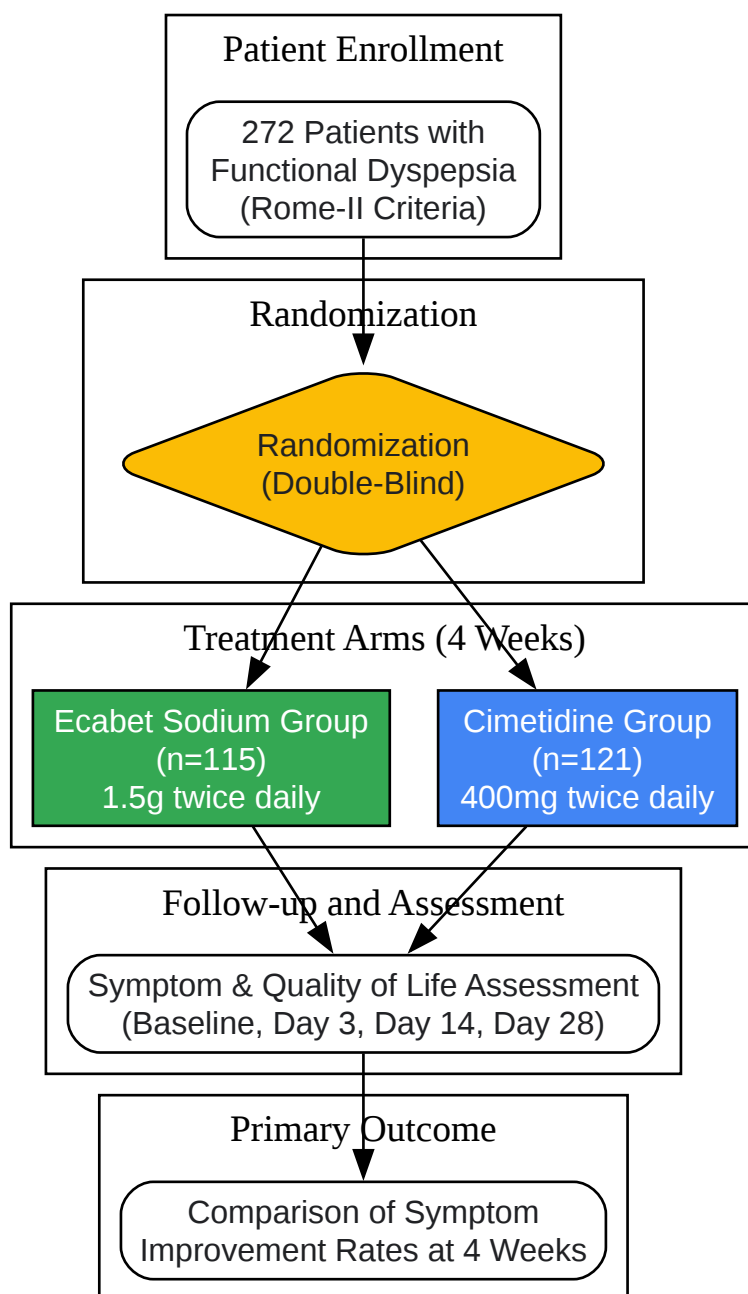 Patient Enrollment
272 Patients with
Functional Dyspepsia
(Rome-II Criteria)
Randomization
Randomization
(Double-Blind)
Treatment Arms (4 Weeks)
Ecabet Sodium Group
(n=115)
1.5g twice daily
Cimetidine Group
(n=121)
400mg twice daily
Follow-up and Assessment
Symptom & Quality of Life Assessment
(Baseline, Day 3, Day 14, Day 28)
Primary Outcome
Comparison of Symptom
Improvement Rates at 4 Weeks